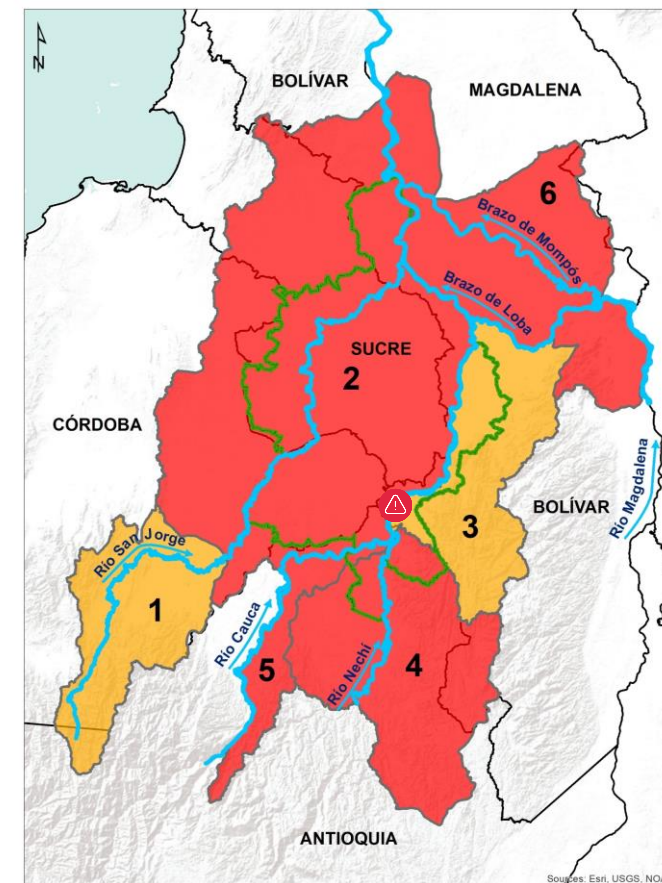 N
BOLÍVAR
MAGDALENA
6
Brazo de Mompós
Brazo de Loba
SUCRE
2
CÓRDOBA
BOLÍVAR
Río Magdalena
3
Río San Jorge
1
Río Cauca
5
Río Nechí
4
ANTIOQUIA
Sources: Esri, USGS, NOA